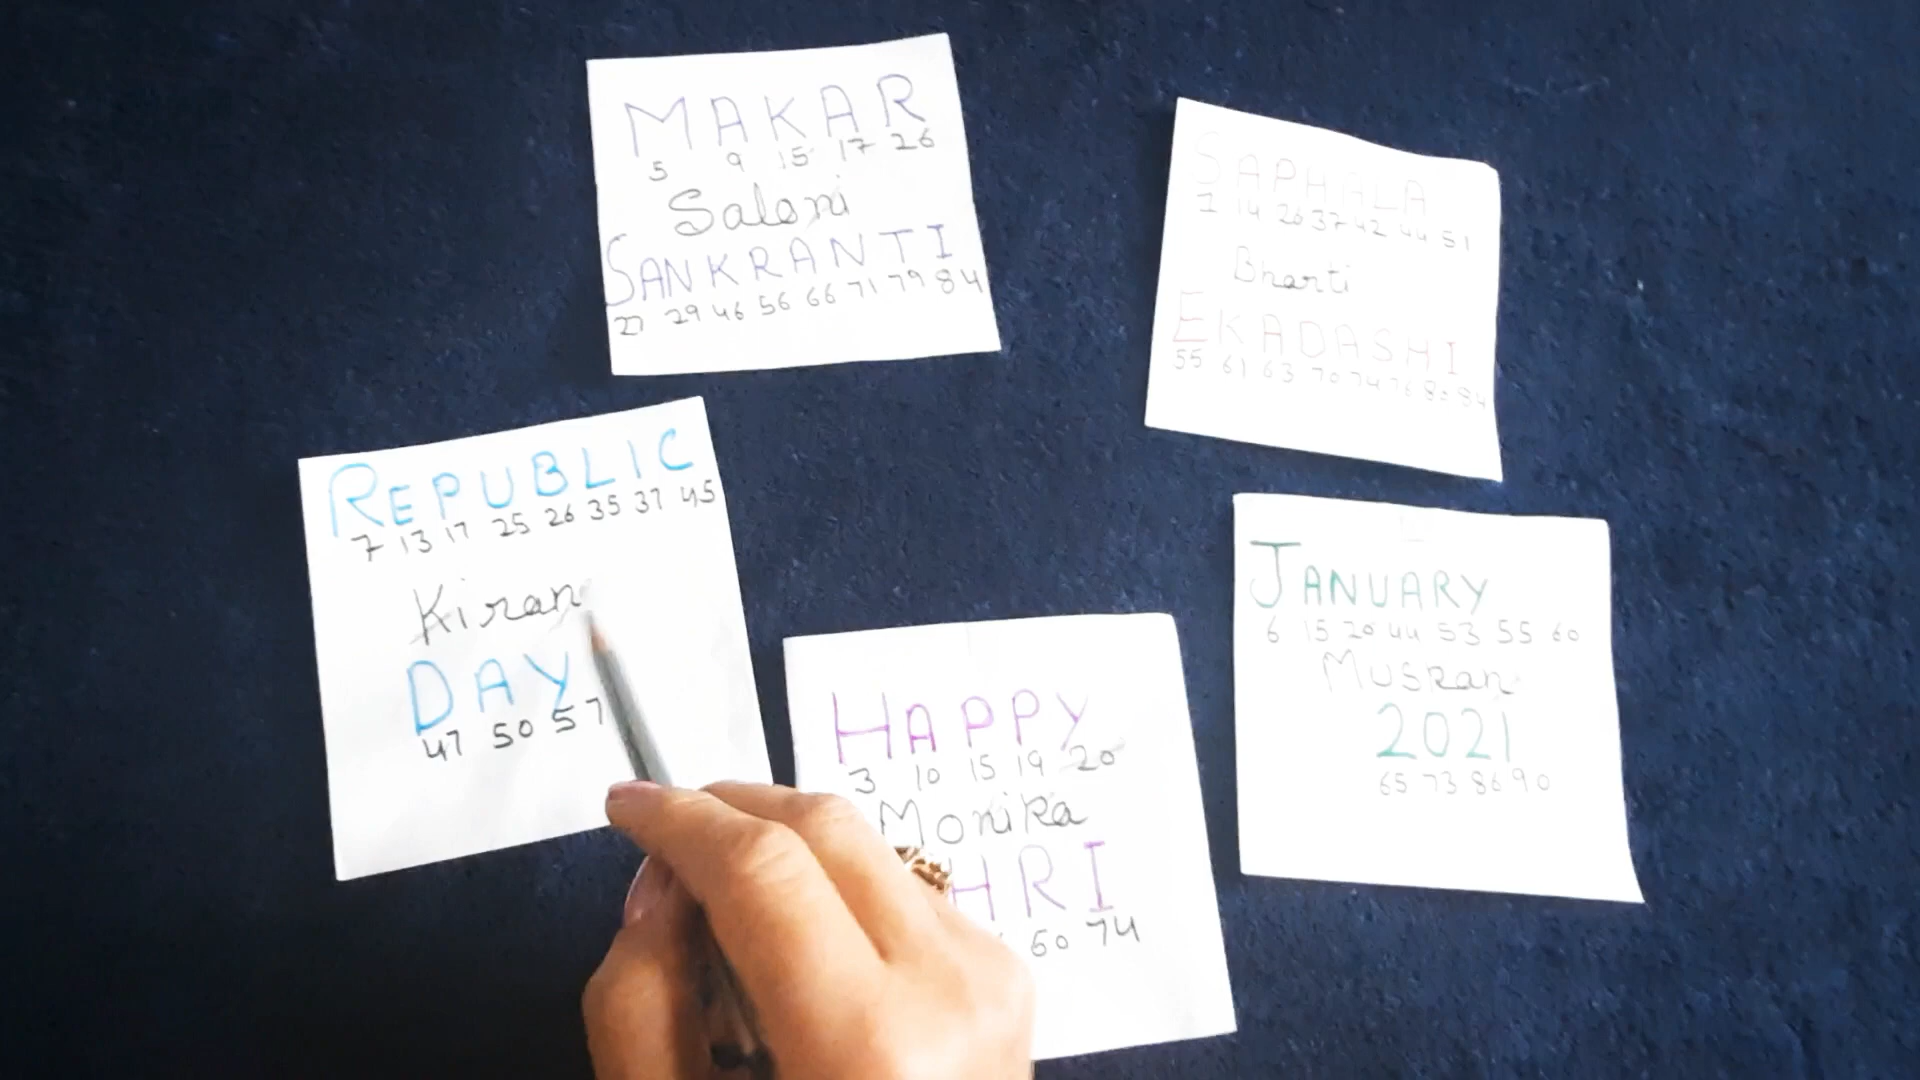 MAKAR
5 9 15 17 26
Saloni
SANKRANTI
27 29 46 56 66 71 79 84
SAPHALA
1 14 26 37 42 44 51
Bharti
EKADASHI
55 61 63 70 74 76 80 84
REPUBLIC
7 13 17 25 26 35 37 45
Kiran
DAY
47 50 57
HAPPY
3 10 15 19 20
Monika
HRI
60 74
JANUARY
6 15 20 44 53 55 60
Muskan
2021
65 73 86 90